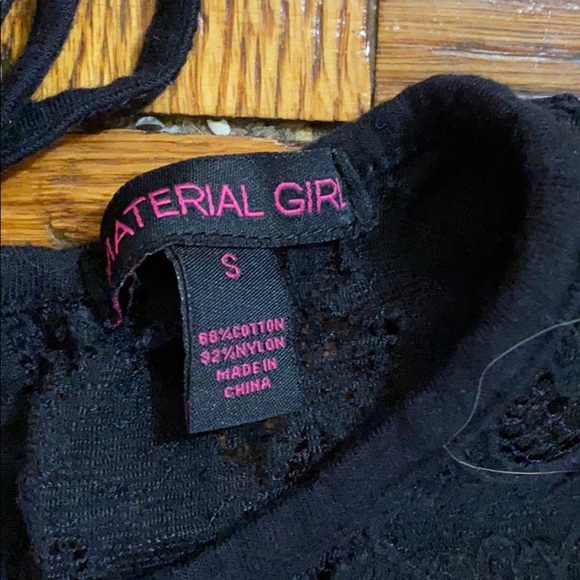 MATERIAL GIRL
S
68% COTTON
32% NYLON
MADE IN
CHINA